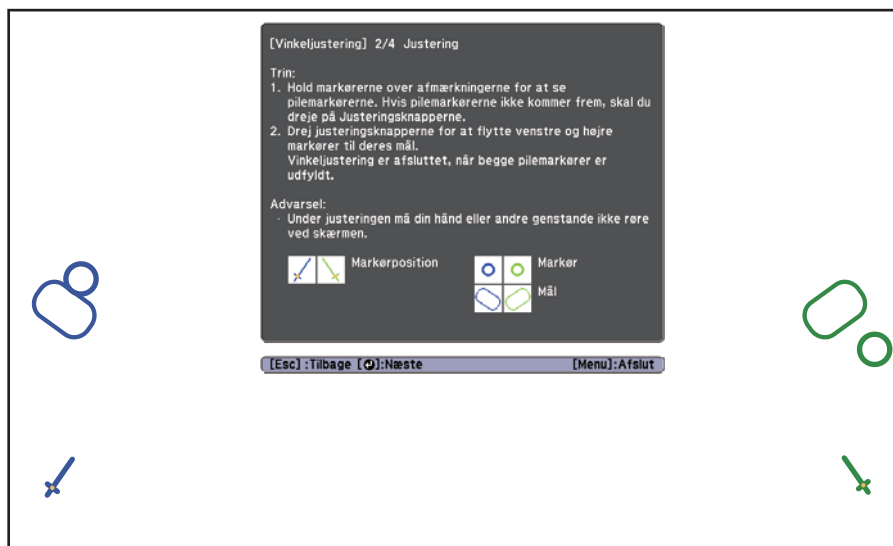 [Vinkeljustering] 2/4 Justering
Trin:
1. Hold markørerne over afmærkningerne for at se
pilemarkørerne. Hvis pilemarkørerne ikke kommer frem, skal du
dreje på Justeringsknapperne.
2. Drej justeringsknapperne for at flytte venstre og højre
markører til deres mål.
Vinkeljustering er afsluttet, når begge pilemarkører er
udfyldt.
Advarsel:
· Under justeringen må din hånd eller andre genstande ikke røre
ved skærmen.
Markørposition
Markør
Mål
[Esc] :Tilbage [↵]:Næste [Menu]:Afslut